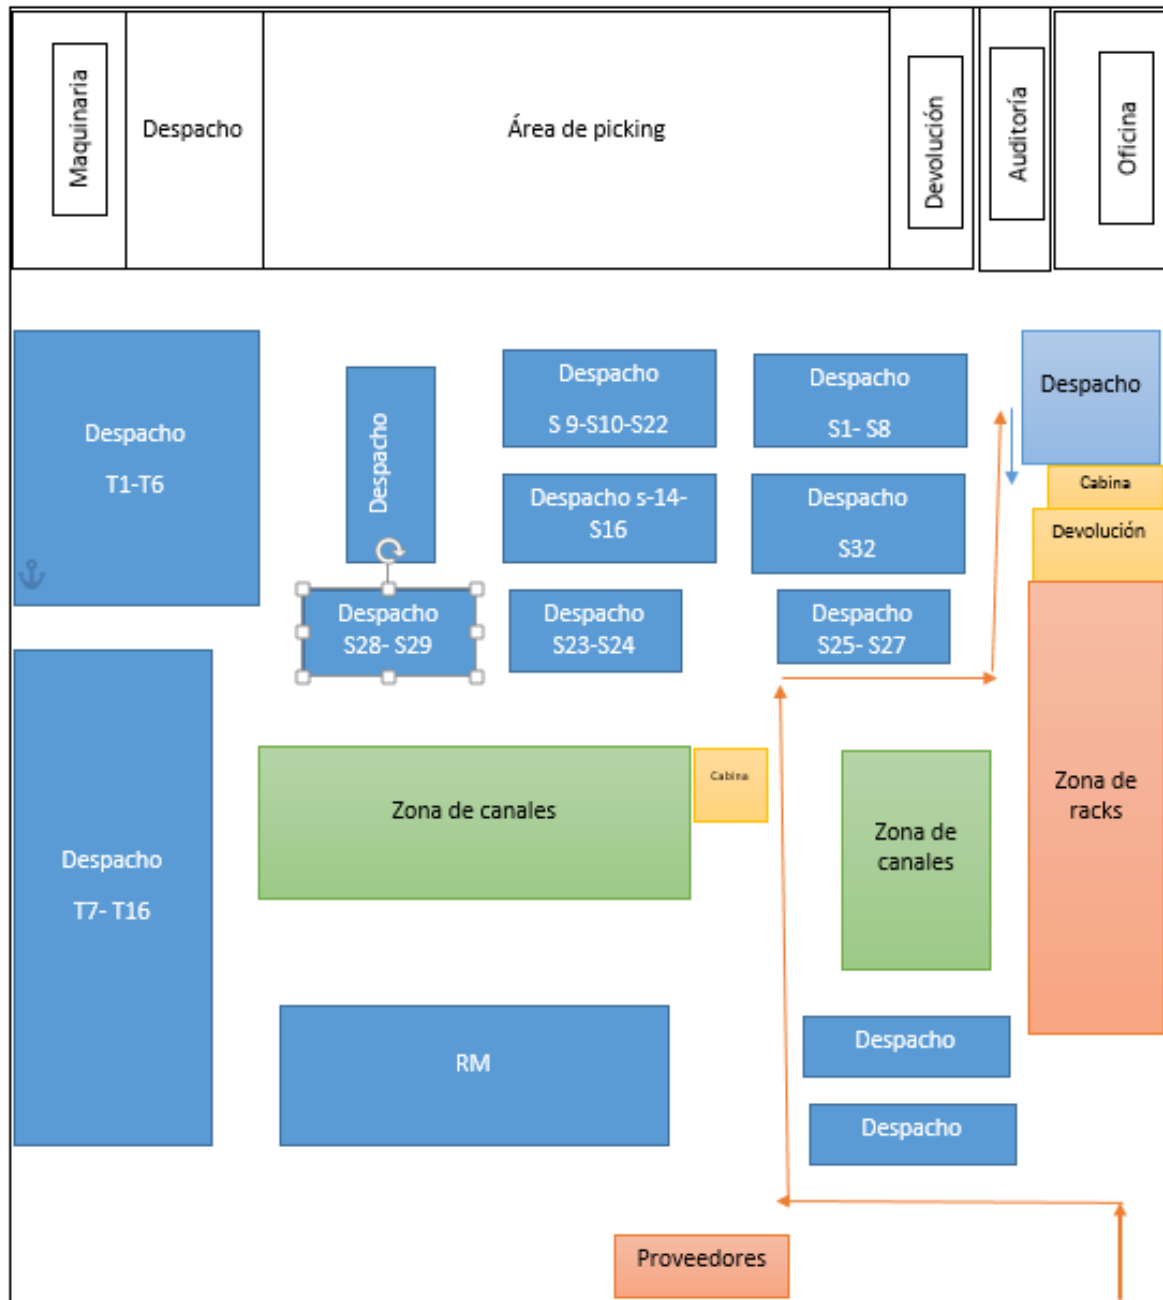 Maquinaria
Despacho
Área de picking
Devolución
Auditoría
Oficina
Despacho
T1-T6
Despacho
Despacho
S 9-S10-S22
Despacho
S1- S8
Despacho
Despacho s-14-
S16
Despacho
S32
Cabina
Devolución
Despacho
S28- S29
Despacho
S23-S24
Despacho
S25- S27
Despacho
T7- T16
Zona de canales
Cabina
Zona de
canales
Zona de
racks
RM
Despacho
Despacho
Proveedores